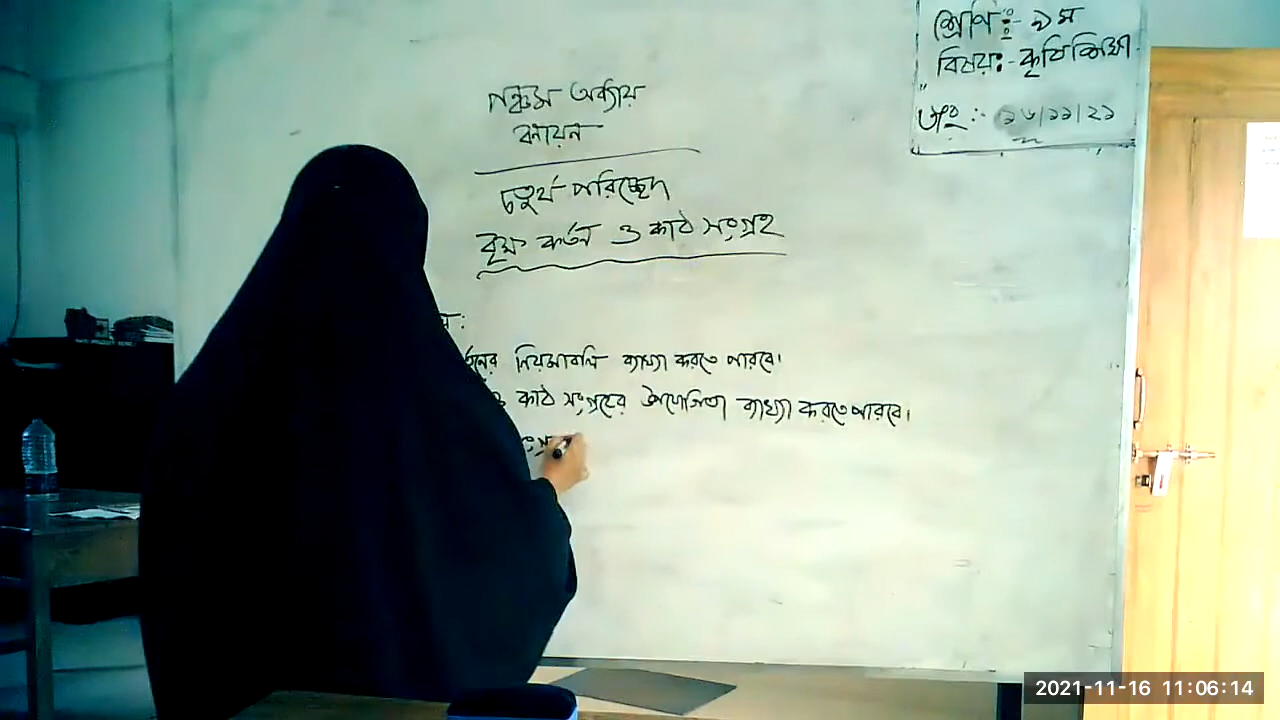 শ্রেণি:- ৯ম
বিষয়:- কৃষিশিক্ষা
তাং:- ১৬/১১/২১
পঞ্চম অধ্যায়
বনায়ন
চতুর্থ পরিচ্ছেদ
বৃক্ষ কর্তন ও কাঠ সংগ্রহ
নিয়মাবলি ব্যাখ্যা করতে পারবে।
কাঠ সংগ্রহের উপযোগিতা ব্যাখ্যা করতে পারবে।
2021-11-16 11:06:14